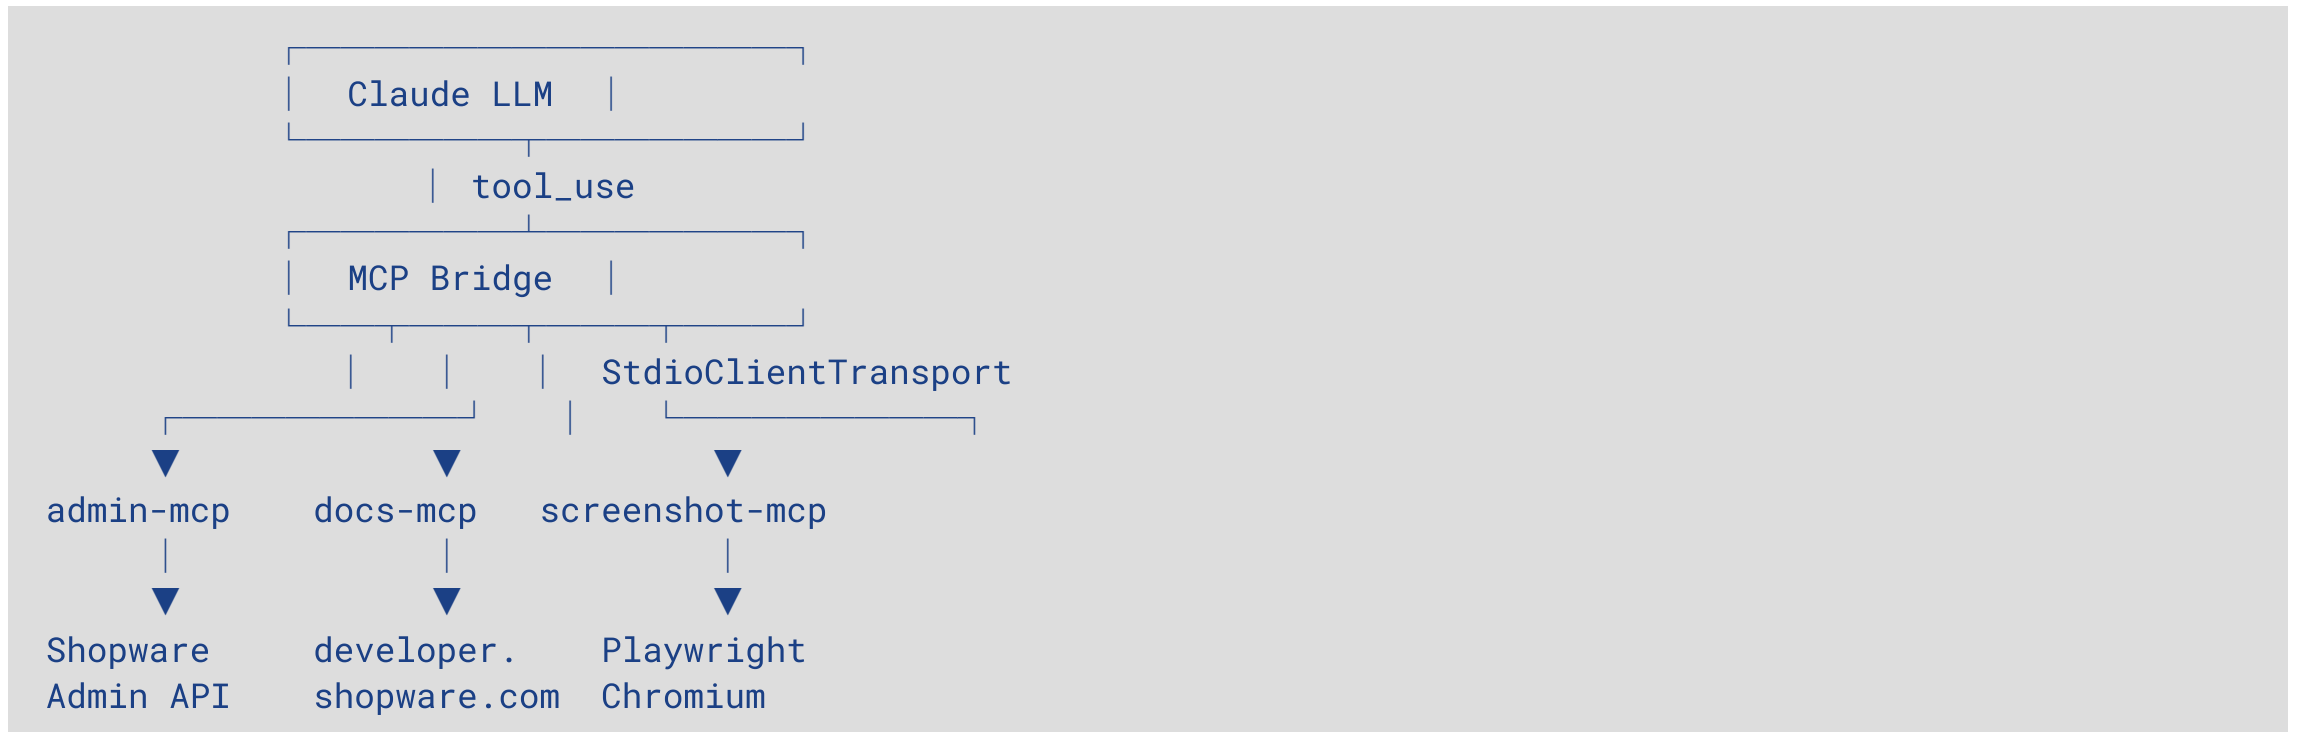 Claude LLM
tool_use
MCP Bridge
StdioClientTransport
admin-mcp docs-mcp screenshot-mcp
Shopware developer. Playwright
Admin API shopware.com Chromium